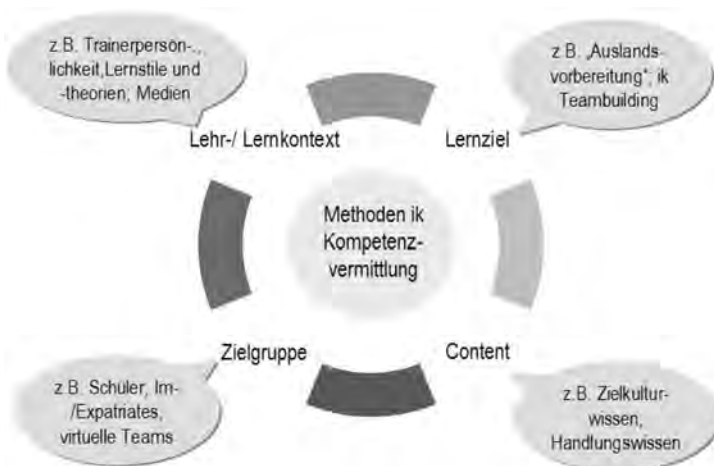 z.B. Trainerpersön-.,
lichkeit,Lernstile und
-theorien; Medien
z.B. „Auslands-
vorbereitung“; ik
Teambuilding
Lehr-/ Lernkontext
Lernziel
Methoden ik
Kompetenz-
vermittlung
Zielgruppe
Content
z.B. Schüler, Im-
/Expatriates,
virtuelle Teams
z.B. Zielkultur-
wissen,
Handlungswissen